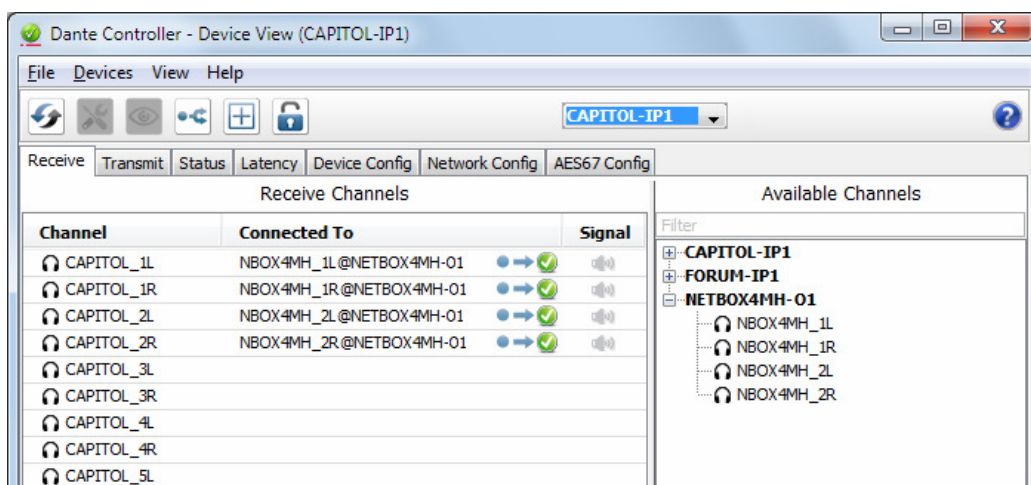 Dante Controller - Device View (CAPITOL-IP1)
File Devices View Help
CAPITOL-IP1
Receive Transmit Status Latency Device Config Network Config AES67 Config
Receive Channels
Channel Connected To Signal
CAPITOL_1L NBOX4MH_1L@NETBOX4MH-01
CAPITOL_1R NBOX4MH_1R@NETBOX4MH-01
CAPITOL_2L NBOX4MH_2L@NETBOX4MH-01
CAPITOL_2R NBOX4MH_2R@NETBOX4MH-01
CAPITOL_3L
CAPITOL_3R
CAPITOL_4L
CAPITOL_4R
CAPITOL_5L
Available Channels
Filter
CAPITOL-IP1
FORUM-IP1
NETBOX4MH-01
NBOX4MH_1L
NBOX4MH_1R
NBOX4MH_2L
NBOX4MH_2R